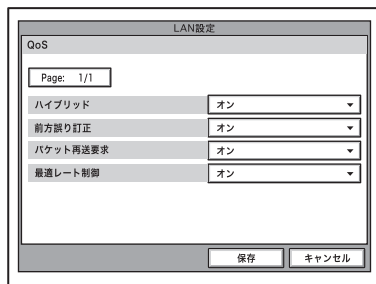 LAN設定
QoS
Page: 1/1
ハイブリッド オン
前方誤り訂正 オン
パケット再送要求 オン
最適レート制御 オン
保存 キャンセル